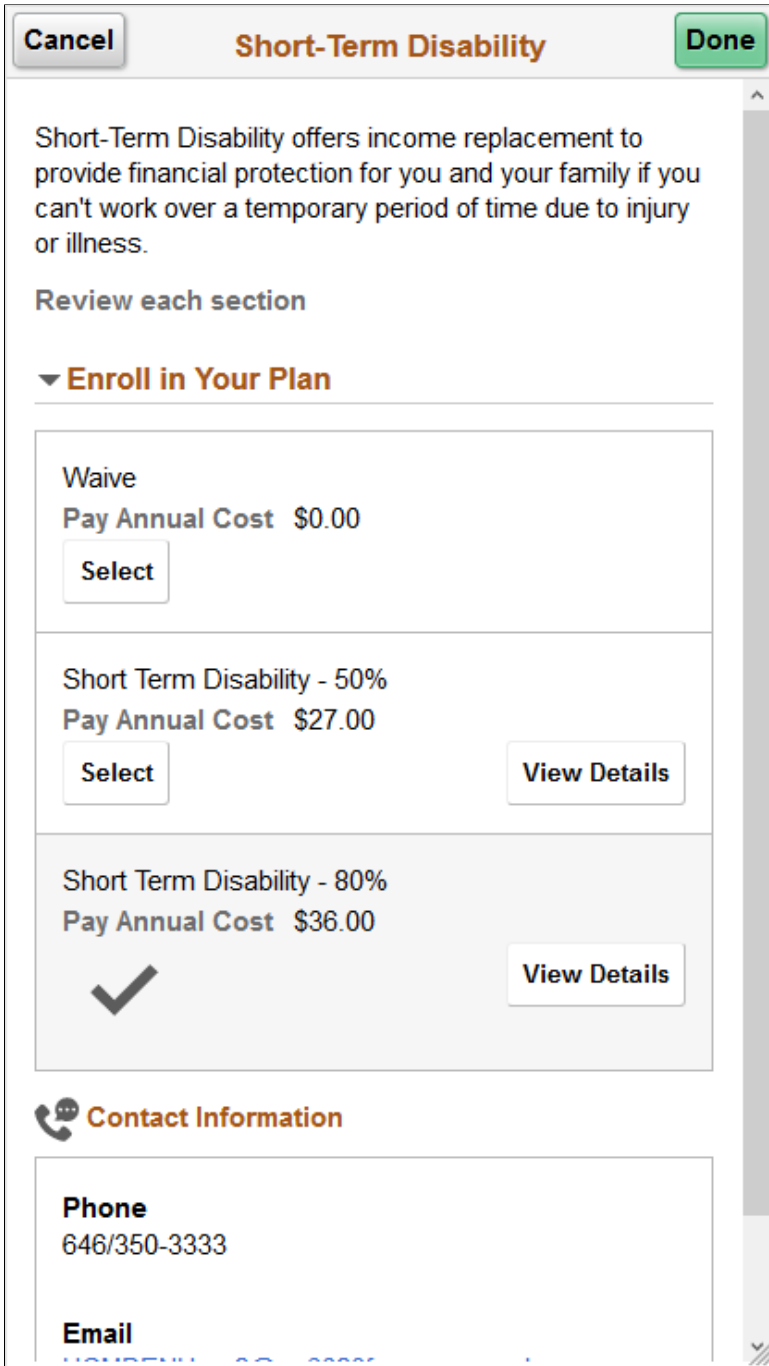 Cancel
Short-Term Disability
Done
Short-Term Disability offers income replacement to
provide financial protection for you and your family if you
can't work over a temporary period of time due to injury
or illness.
Review each section
Enroll in Your Plan
Waive
Pay Annual Cost $0.00
Select
Short Term Disability - 50%
Pay Annual Cost $27.00
Select
View Details
Short Term Disability - 80%
Pay Annual Cost $36.00
View Details
Contact Information
Phone
646/350-3333
Email